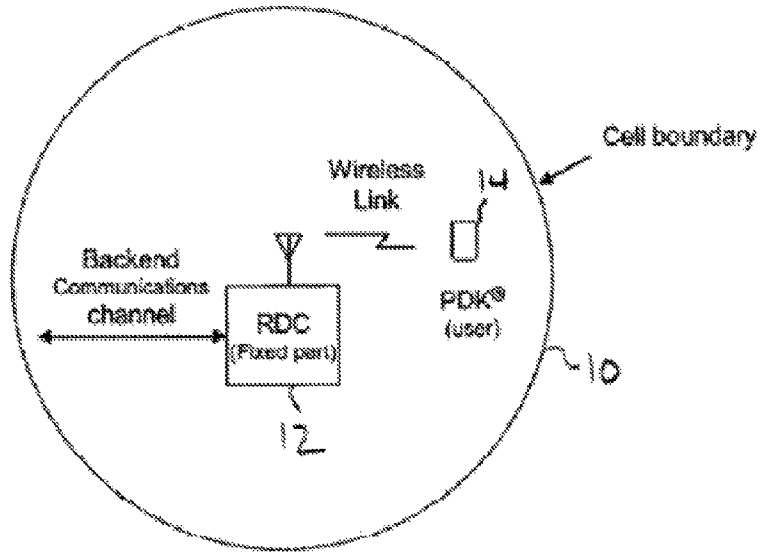 Cell boundary
Wireless
Link
14
Backend
Communications
channel
RDC
(Fixed part)
PDK®
(user)
10
12